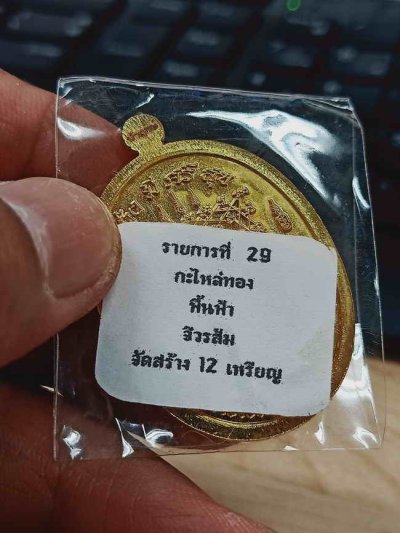 รายการที่ 29
กะไหล่ทอง
พื้นฟ้า
จีวรส้ม
จัดสร้าง 12 เหรียญ